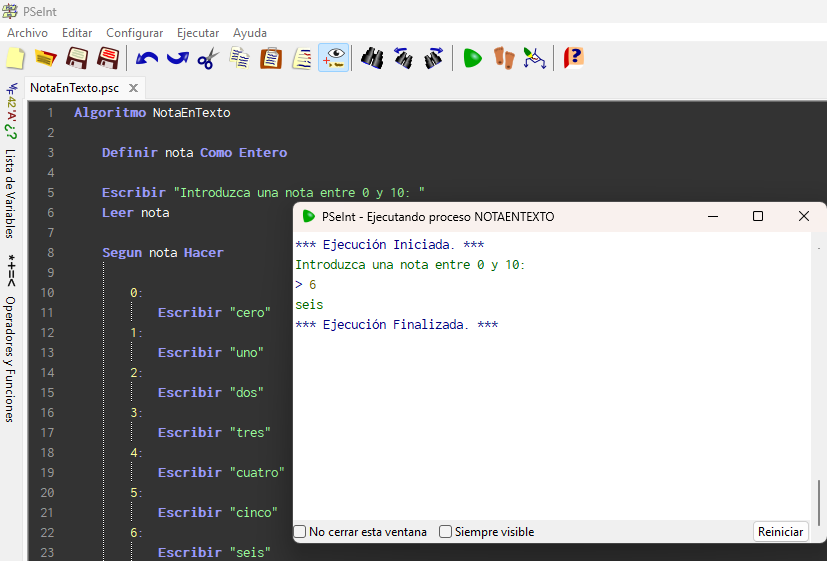 PSeInt
Archivo Editar Configurar Ejecutar Ayuda
NotaEnTexto.psc
Lista de Variables
*+=< Operadores y Funciones
1 Algoritmo NotaEnTexto
2
3 Definir nota Como Entero
4
5 Escribir "Introduzca una nota entre 0 y 10: "
6 Leer nota
7
8 Segun nota Hacer
9
10 0:
11 Escribir "cero"
12 1:
13 Escribir "uno"
14 2:
15 Escribir "dos"
16 3:
17 Escribir "tres"
18 4:
19 Escribir "cuatro"
20 5:
21 Escribir "cinco"
22 6:
23 Escribir "seis"
PSeInt - Ejecutando proceso NOTAENTEXTO
*** Ejecución Iniciada. ***
Introduzca una nota entre 0 y 10:
> 6
seis
*** Ejecución Finalizada. ***
No cerrar esta ventana Siempre visible Reiniciar